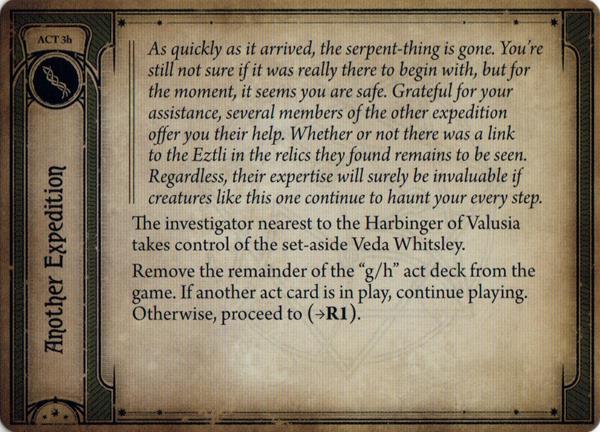 ACT 3h
Another Expedition
As quickly as it arrived, the serpent-thing is gone. You're
still not sure if it was really there to begin with, but for
the moment, it seems you are safe. Grateful for your
assistance, several members of the other expedition
offer you their help. Whether or not there was a link
to the Eztli in the relics they found remains to be seen.
Regardless, their expertise will surely be invaluable if
creatures like this one continue to haunt your every step.
The investigator nearest to the Harbinger of Valusia
takes control of the set-aside Veda Whitsley.
Remove the remainder of the “g/h” act deck from the
game. If another act card is in play, continue playing.
Otherwise, proceed to (→R1).